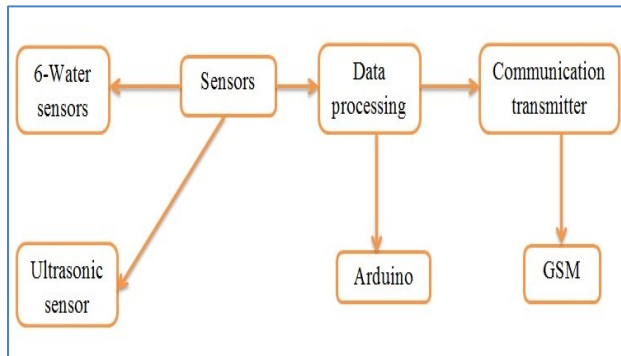 6-Water
sensors
Sensors
Data
processing
Communication
transmitter
Ultrasonic
sensor
Arduino
GSM